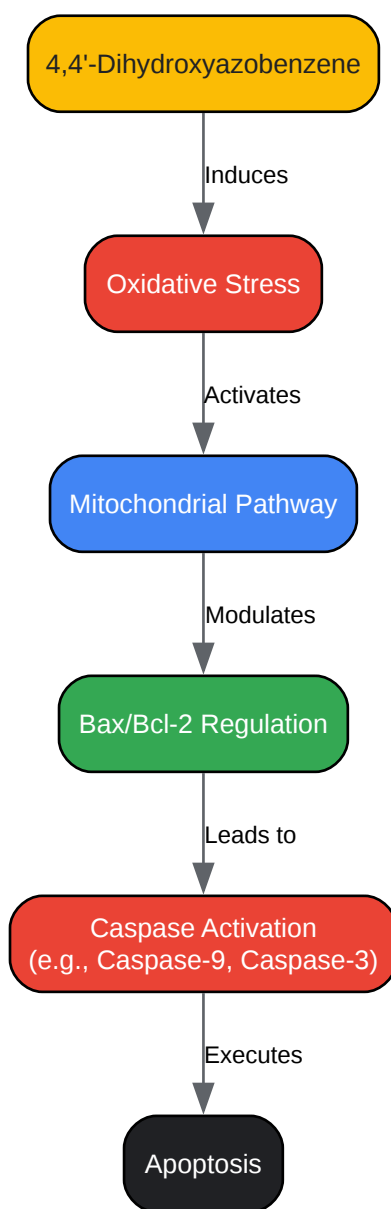 4,4'-Dihydroxyazobenzene
Induces
Oxidative Stress
Activates
Mitochondrial Pathway
Modulates
Bax/Bcl-2 Regulation
Leads to
Caspase Activation
(e.g., Caspase-9, Caspase-3)
Executes
Apoptosis